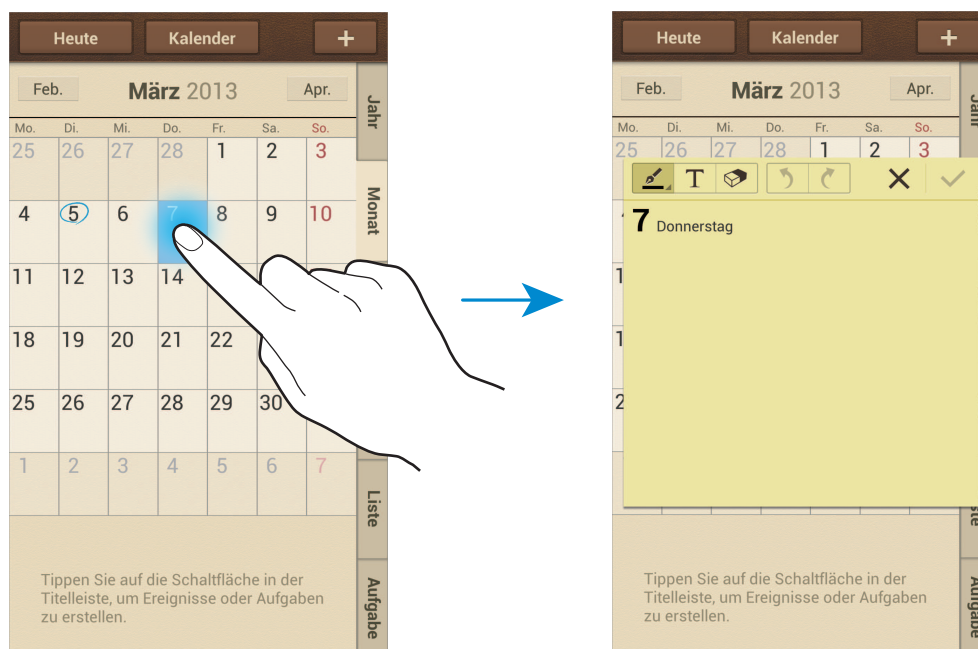 Heute Kalender +
Feb. März 2013 Apr.
Mo. Di. Mi. Do. Fr. Sa. So.
25 26 27 28 1 2 3
4 5 6 7 8 9 10
11 12 13 14
18 19 20 21 22
25 26 27 28 29 30
1 2 3 4 5 6 7
Jahr
Monat
Liste
Aufgabe
Tippen Sie auf die Schaltfläche in der
Titelleiste, um Ereignisse oder Aufgaben
zu erstellen.
Heute Kalender +
Feb. März 2013 Apr.
Mo. Di. Mi. Do. Fr. Sa. So.
25 26 27 28 1 2 3
T
7 Donnerstag
Jahr
Aufgabe
Tippen Sie auf die Schaltfläche in der
Titelleiste, um Ereignisse oder Aufgaben
zu erstellen.